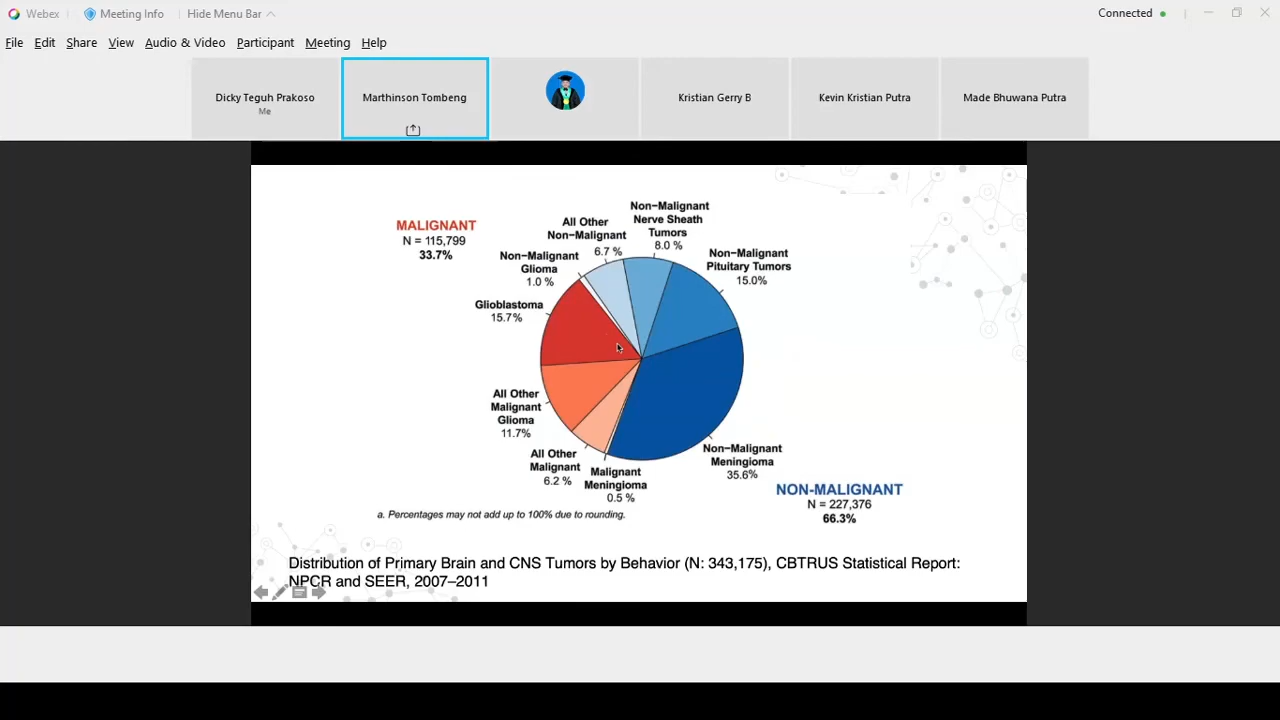 Webex
Meeting Info
Hide Menu Bar
Connected
File Edit Share View Audio & Video Participant Meeting Help
Dicky Teguh Prakoso
Me
Marthinson Tombeng
Kristian Gerry B
Kevin Kristian Putra
Made Bhuwana Putra
MALIGNANT
N = 115,799
33.7%
Non−Malignant
Glioma
1.0 %
All Other
Non−Malignant
6.7 %
Non−Malignant
Nerve Sheath
Tumors
8.0 %
Non−Malignant
Pituitary Tumors
15.0%
Glioblastoma
15.7%
All Other
Malignant
Glioma
11.7%
All Other
Malignant
6.2 %
Malignant
Meningioma
0.5 %
Non−Malignant
Meningioma
35.6%
NON-MALIGNANT
N = 227,376
66.3%
a. Percentages may not add up to 100% due to rounding.
Distribution of Primary Brain and CNS Tumors by Behavior (N: 343,175), CBTRUS Statistical Report:
NPCR and SEER, 2007–2011